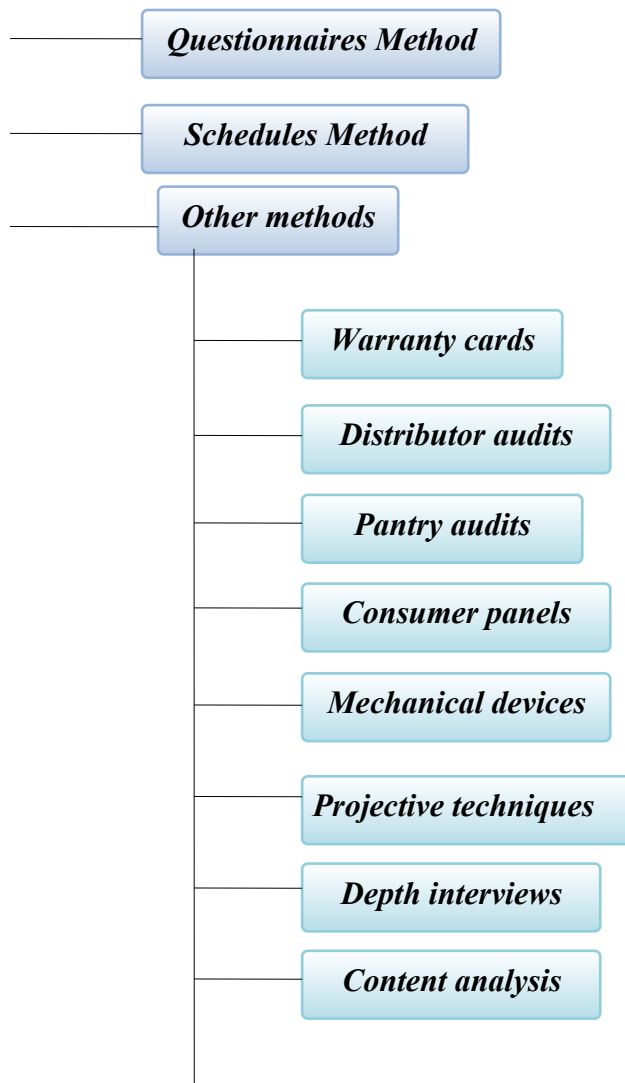 Questionnaires Method
Schedules Method
Other methods
Warranty cards
Distributor audits
Pantry audits
Consumer panels
Mechanical devices
Projective techniques
Depth interviews
Content analysis